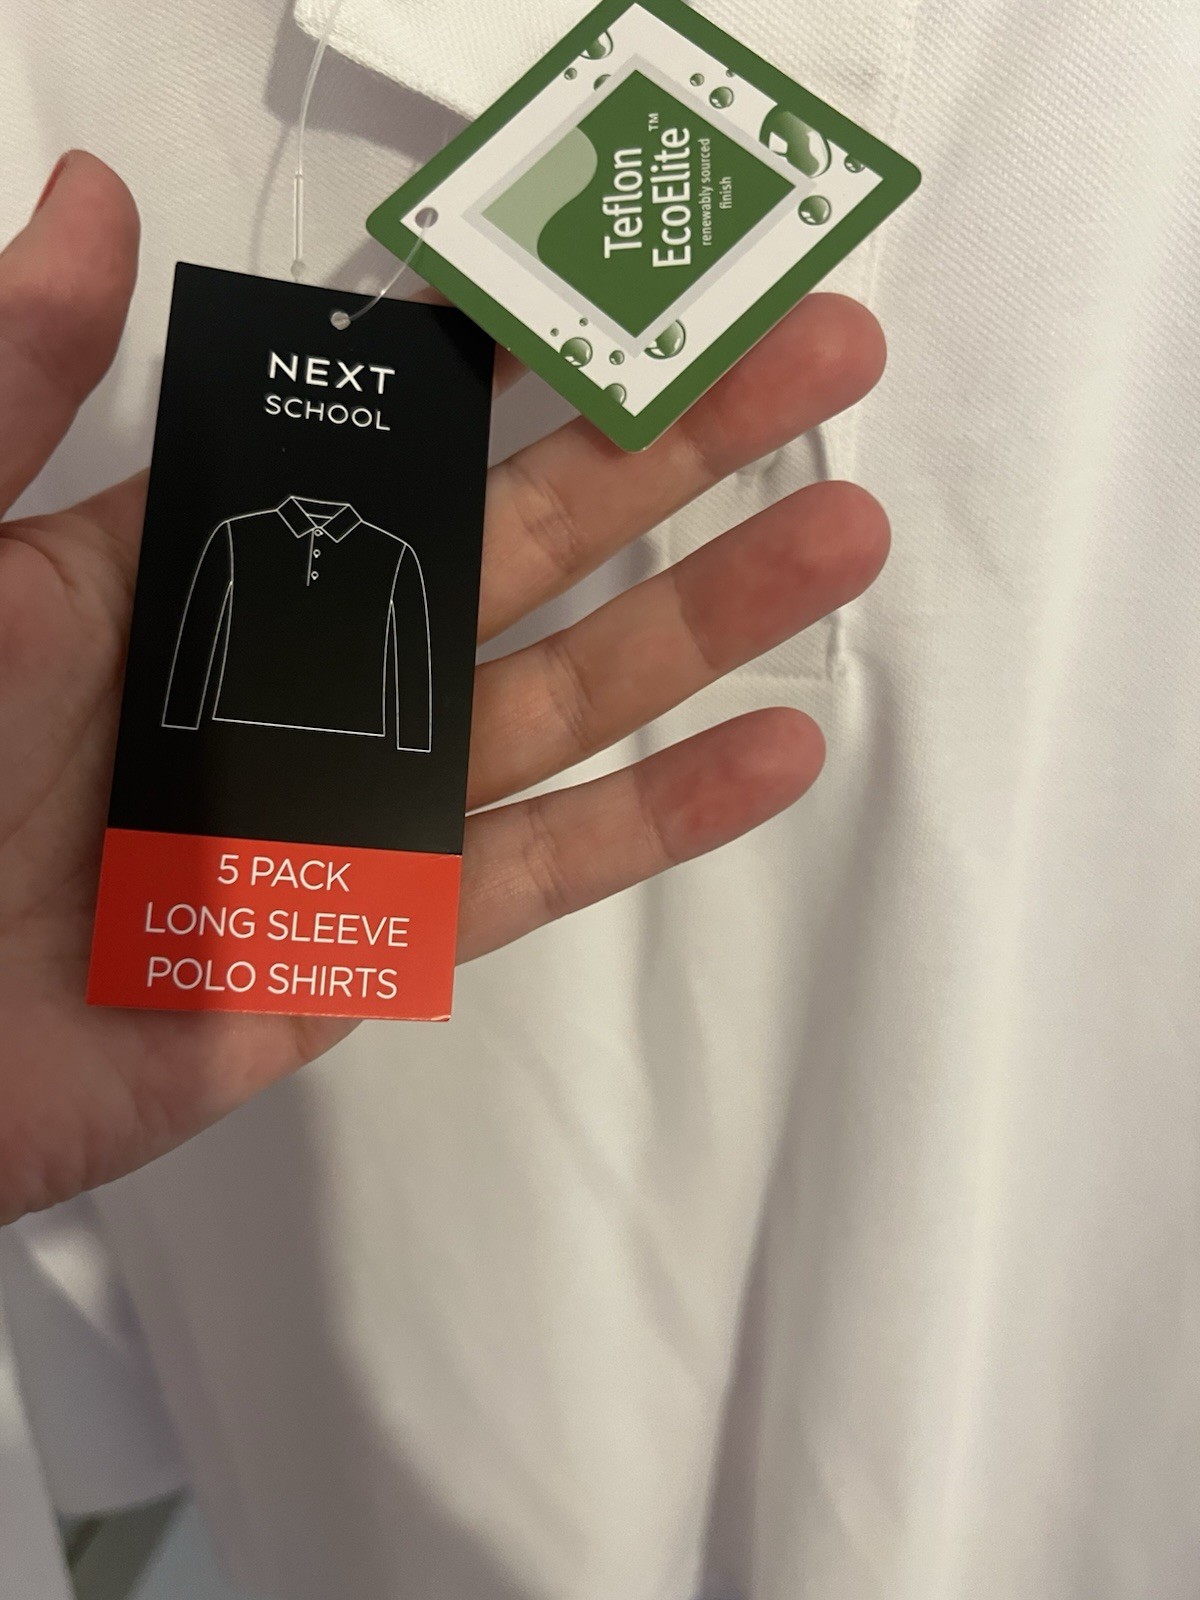 Teflon
EcoElite™
renewably sourced
finish
NEXT
SCHOOL
5 PACK
LONG SLEEVE
POLO SHIRTS